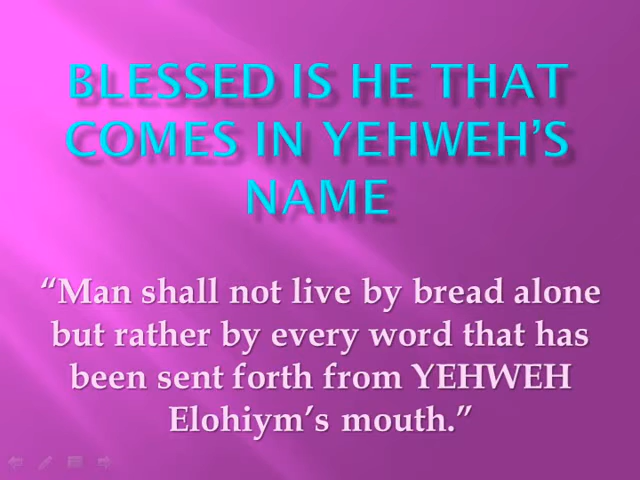 BLESSED IS HE THAT
COMES IN YEHWEH’S
NAME
“Man shall not live by bread alone
but rather by every word that has
been sent forth from YEHWEH
Elohiym’s mouth.”